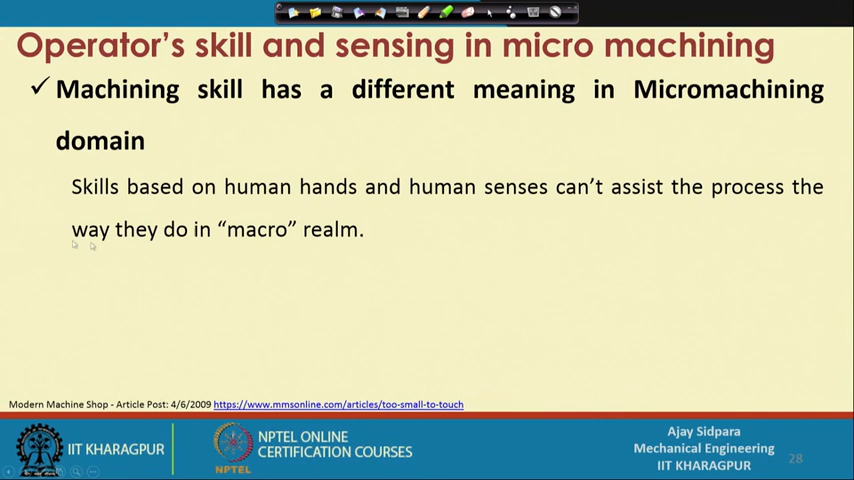 Operator's skill and sensing in micro machining
✓ Machining skill has a different meaning in Micromachining
domain
Skills based on human hands and human senses can't assist the process the
way they do in “macro” realm.
Modern Machine Shop - Article Post: 4/6/2009 https://www.mmsonline.com/articles/too-small-to-touch
IIT KHARAGPUR
NPTEL
NPTEL ONLINE
CERTIFICATION COURSES
Ajay Sidpara
Mechanical Engineering
IIT KHARAGPUR
28